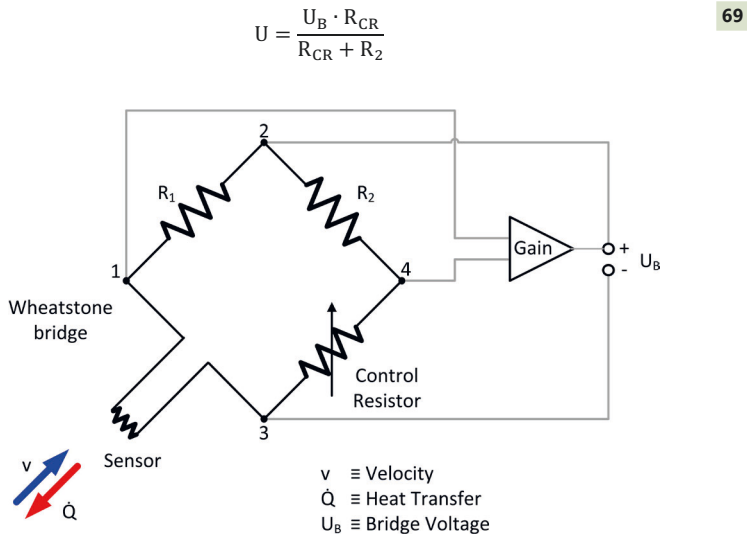 U = U_B · R_CR / R_CR + R_2
69
2
R₁
R₂
1
4
Gain
+
U_B
-
Wheatstone
bridge
Control
Resistor
3
Sensor
v
Q̇
v ≡ Velocity
Q̇ ≡ Heat Transfer
U_B ≡ Bridge Voltage